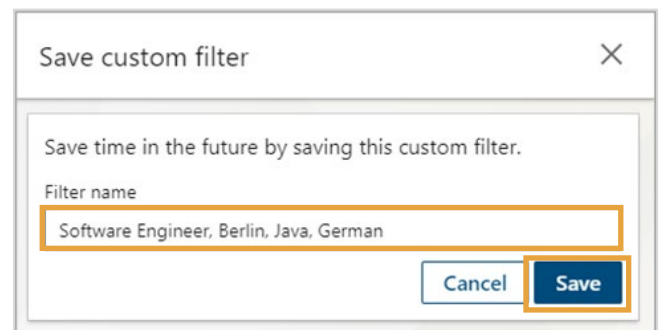 Save custom filter
Save time in the future by saving this custom filter.
Filter name
Software Engineer, Berlin, Java, German
Cancel Save